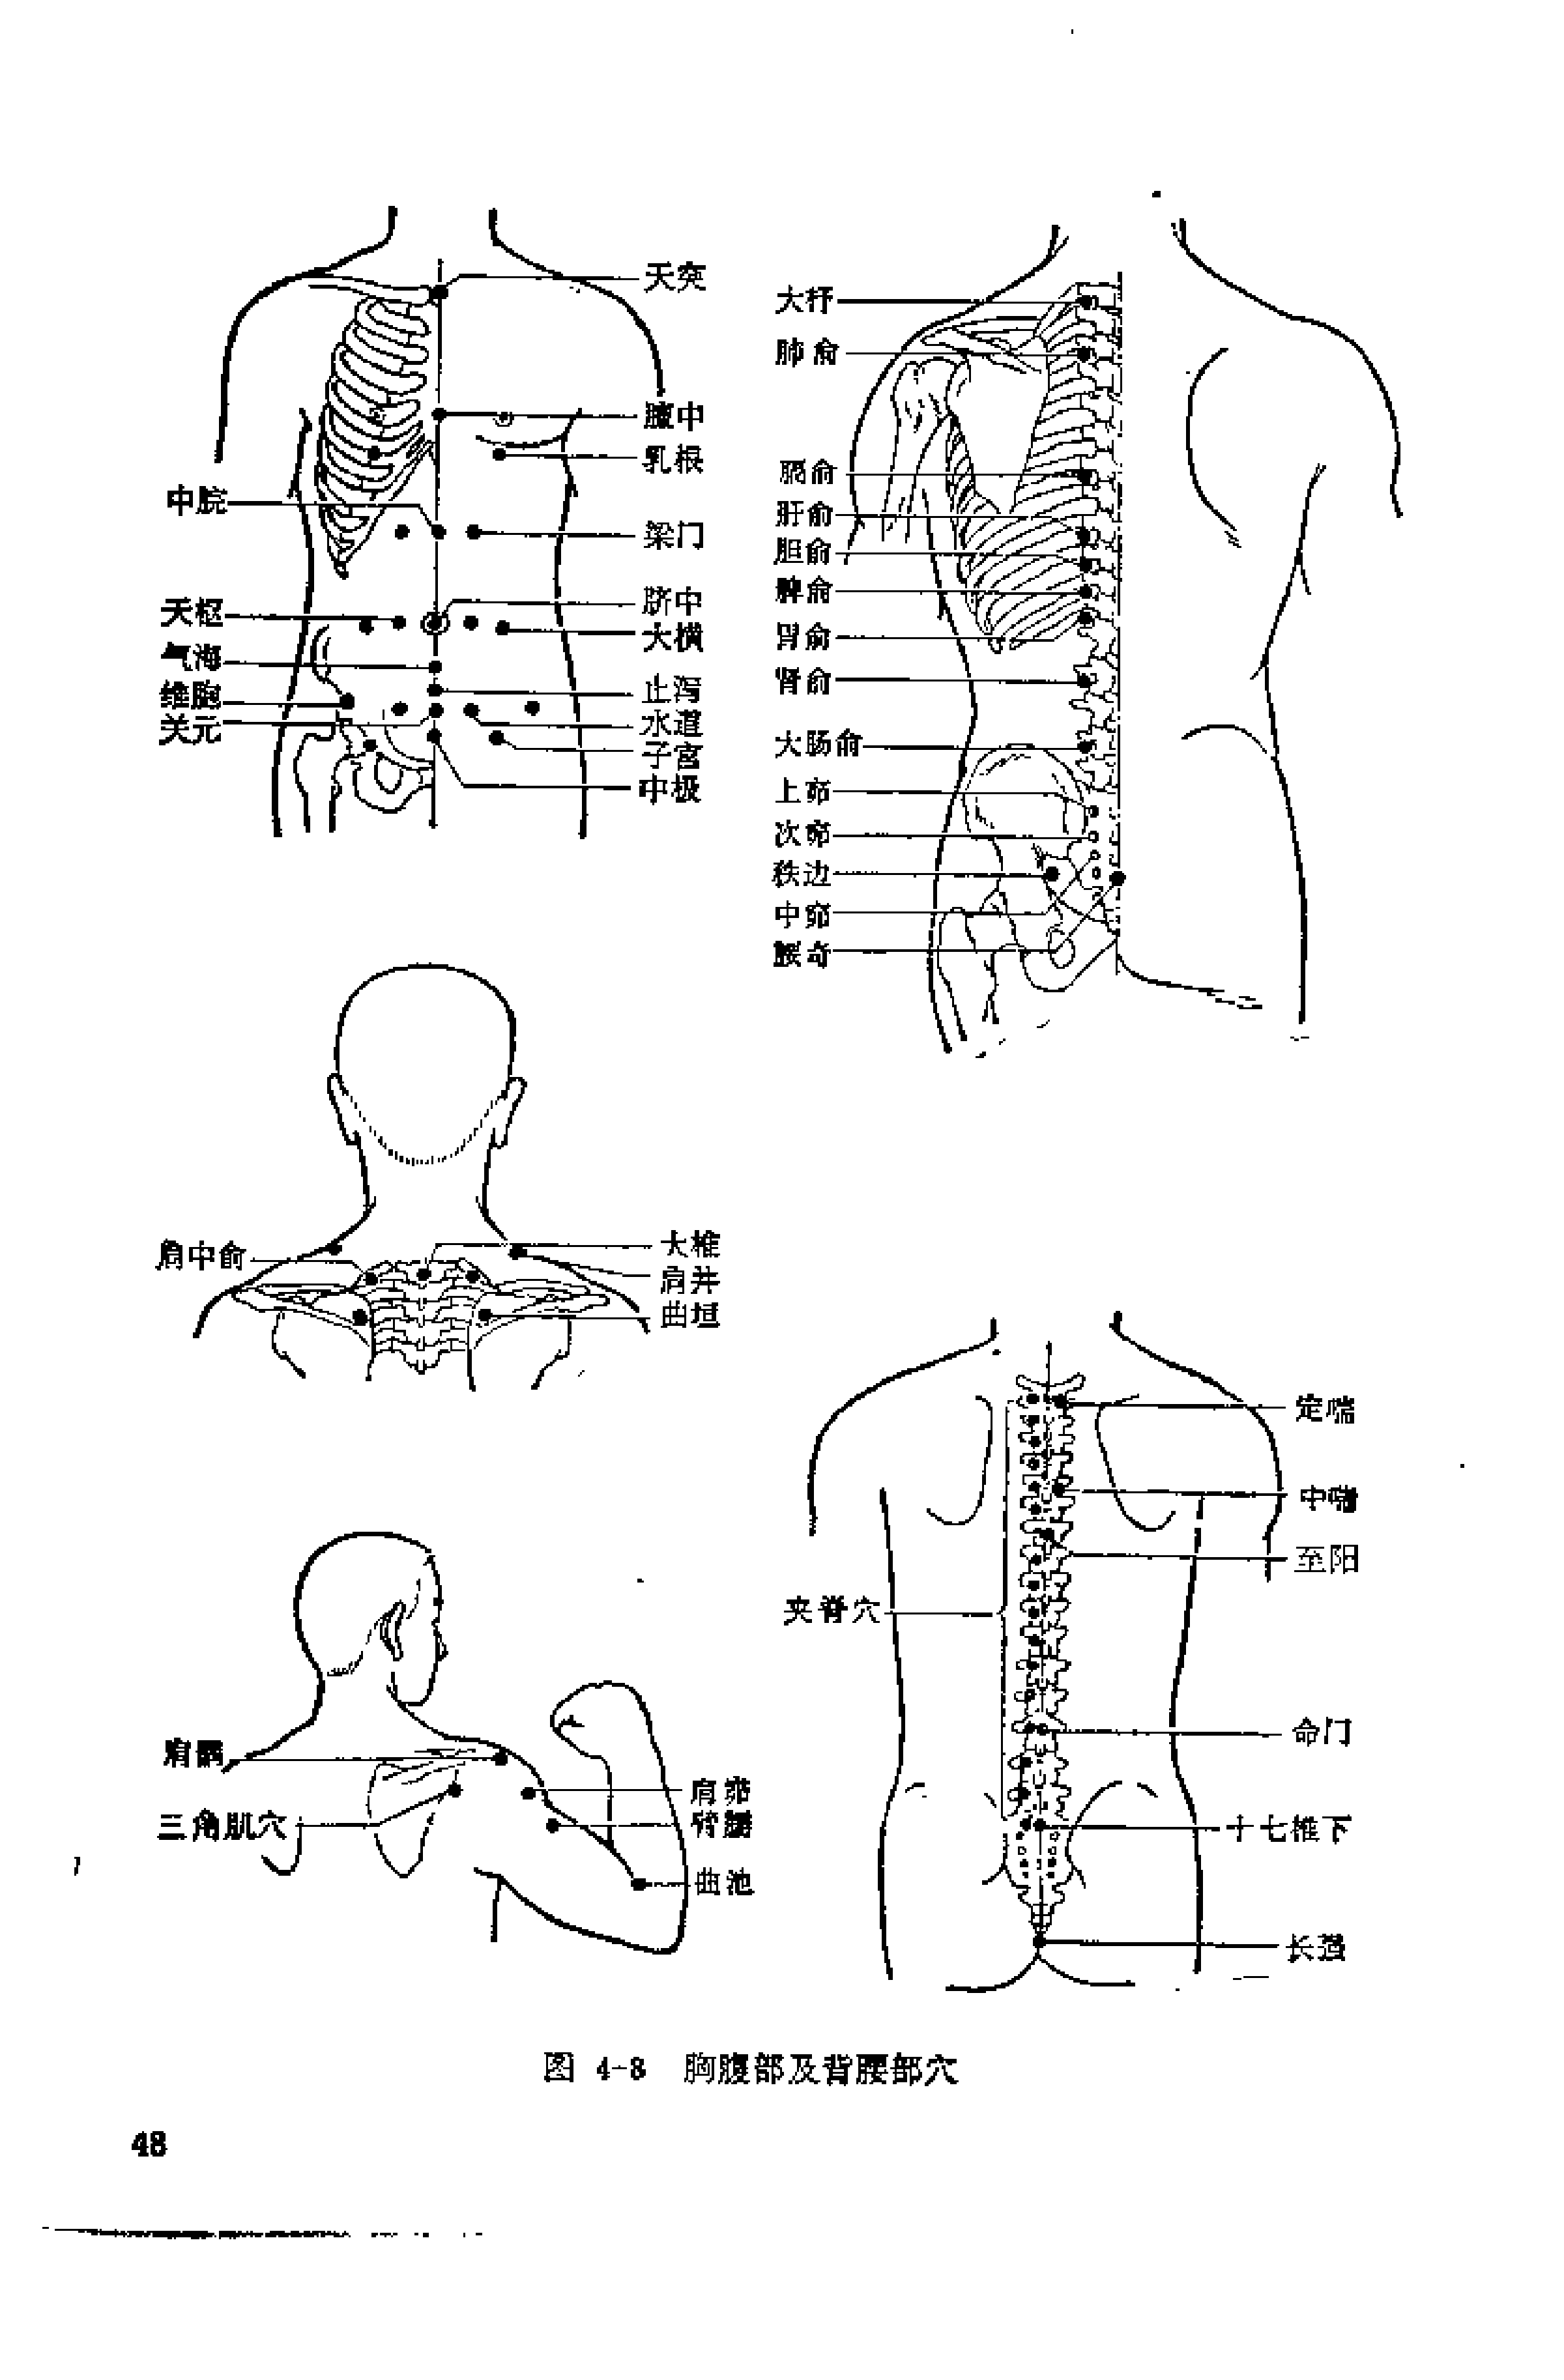 天突
膻中
乳根
中脘
梁门
天枢
脐中
大横
气海
维胞
关元
止泻
水道
子宫
中极
大杼
肺俞
膈俞
肝俞
胆俞
脾俞
胃俞
肾俞
大肠俞
上窌
次窌
秩边
中窌
腰奇
肩中俞
大椎
肩井
曲垣
肩髃
三角肌穴
肩窌
臂臑
曲池
定喘
中喘
至阳
夹脊穴
命门
十七椎下
长强
图 4-8 胸腹部及背腰部穴
48